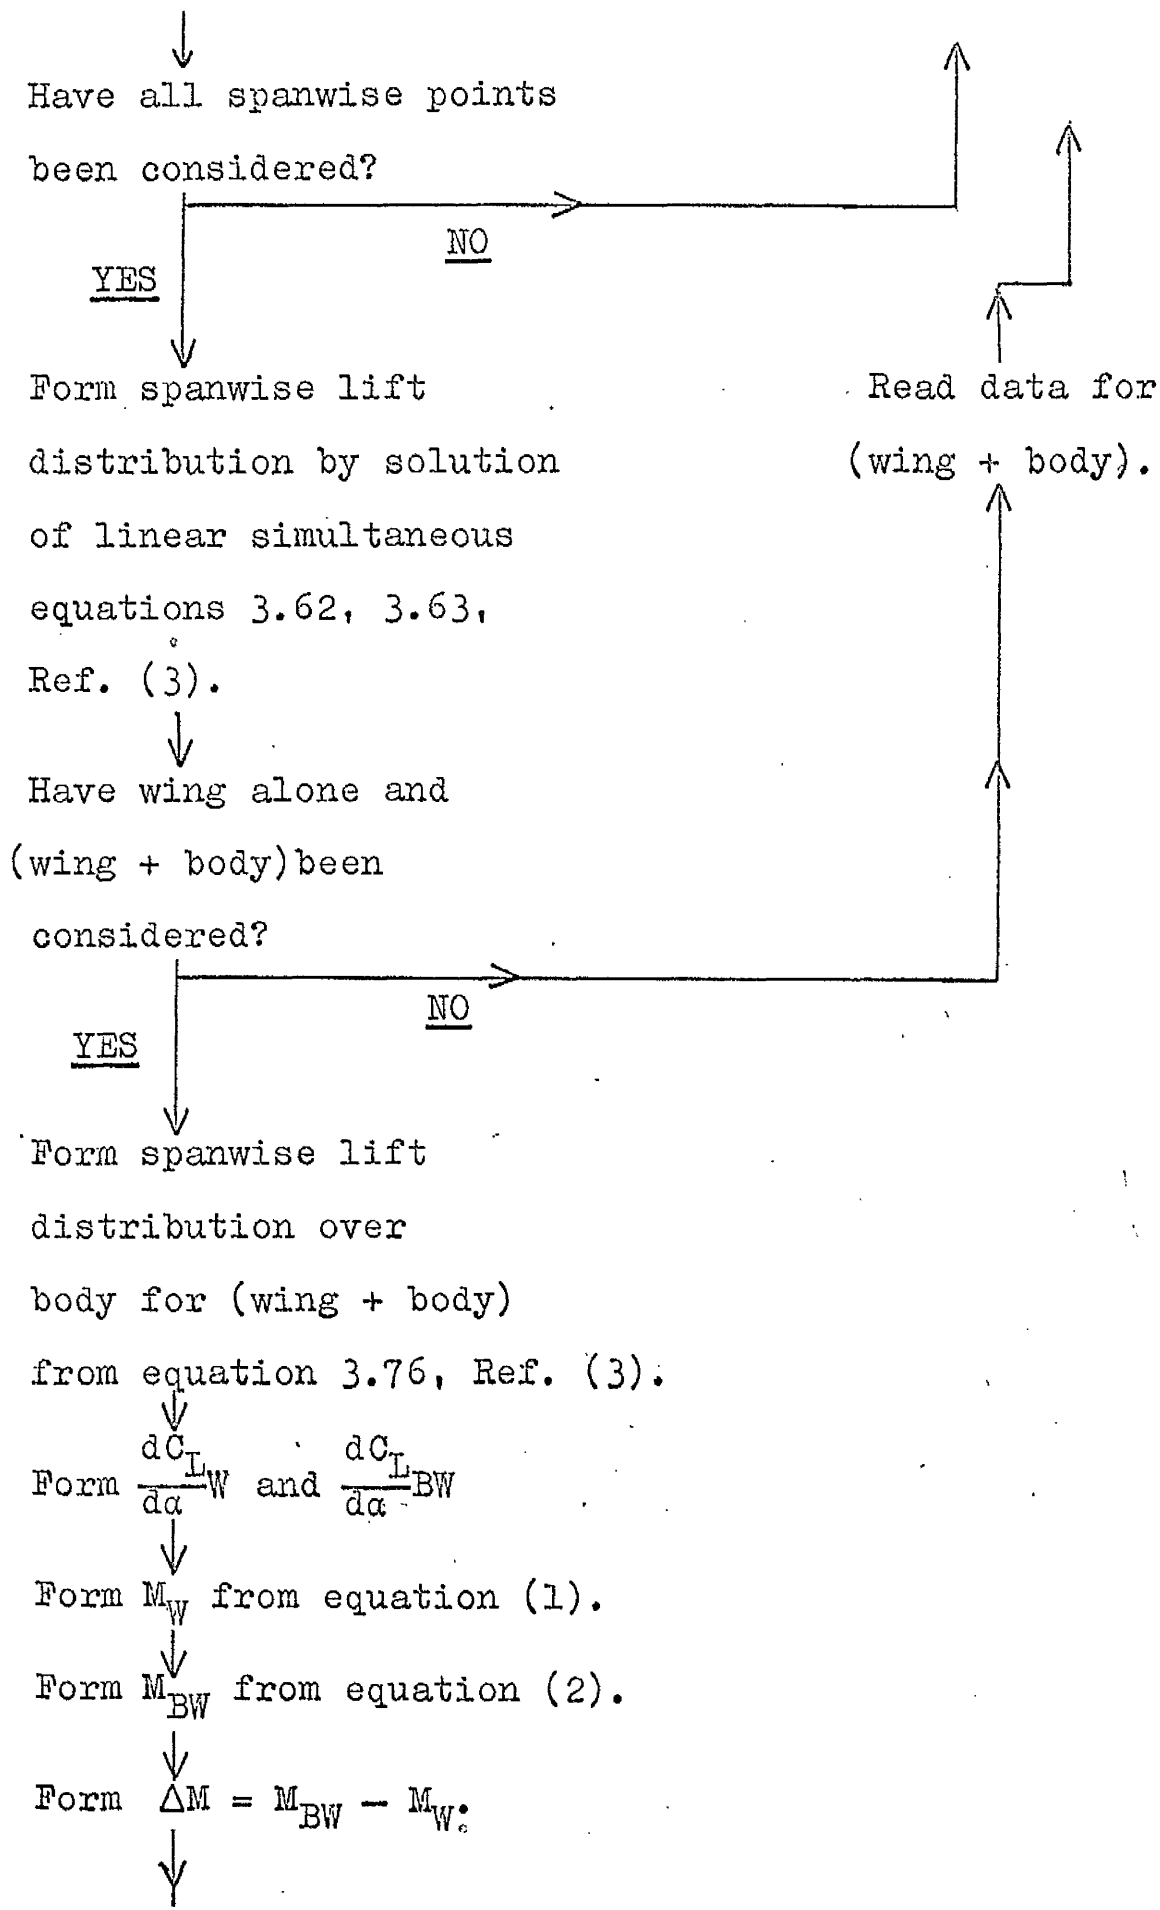 Have all spanwise points
been considered?
NO
YES
Form spanwise lift
distribution by solution
of linear simultaneous
equations 3.62, 3.63,
Ref. (3).
Read data for
(wing + body).
Have wing alone and
(wing + body)been
considered?
NO
YES
Form spanwise lift
distribution over
body for (wing + body)
from equation 3.76, Ref. (3).
Form dC_L/dα W and dC_L/dα BW
Form M_W from equation (1).
Form M_BW from equation (2).
Form ΔM = M_BW - M_W.